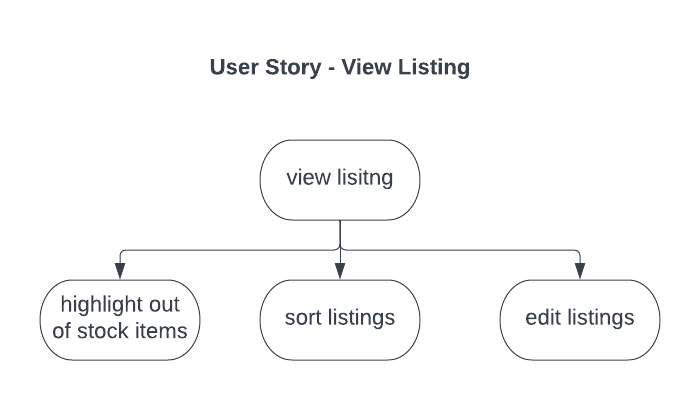 User Story - View Listing
view lisitng
highlight out
of stock items
sort listings
edit listings